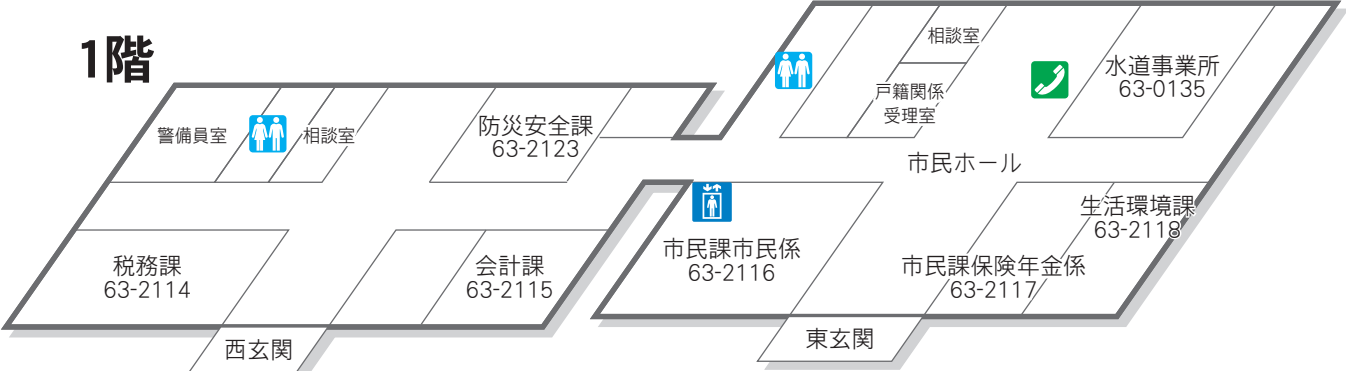 1階
警備員室
相談室
防災安全課
63-2123
税務課
63-2114
会計課
63-2115
西玄関
相談室
戸籍関係
受理室
水道事業所
63-0135
市民ホール
市民課市民係
63-2116
市民課保険年金係
63-2117
生活環境課
63-2118
東玄関